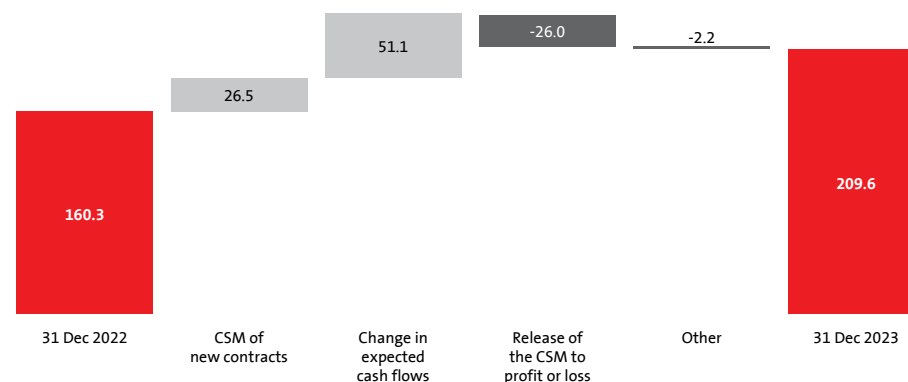 51.1
-26.0
-2.2
26.5
160.3
209.6
31 Dec 2022
CSM of
new contracts
Change in
expected
cash flows
Release of
the CSM to
profit or loss
Other
31 Dec 2023